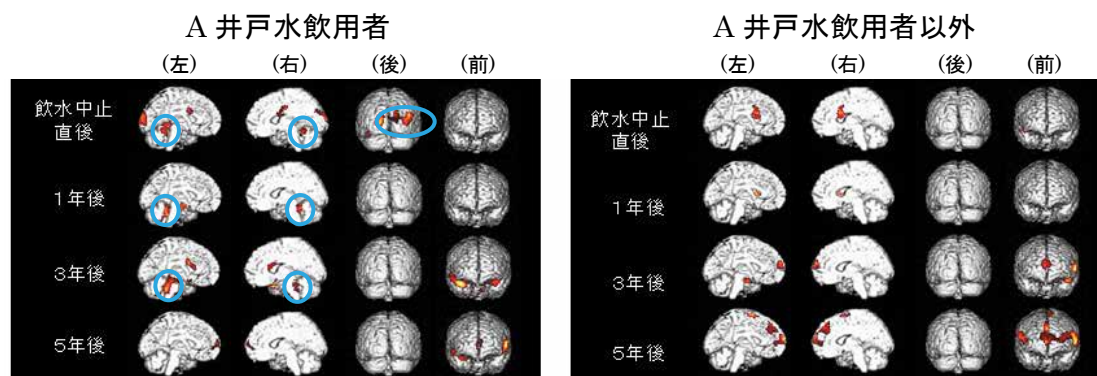 A 井戸水飲用者
(左) (右) (後) (前)
飲水中止
直後
1年後
3年後
5年後
A 井戸水飲用者以外
(左) (右) (後) (前)
飲水中止
直後
1年後
3年後
5年後